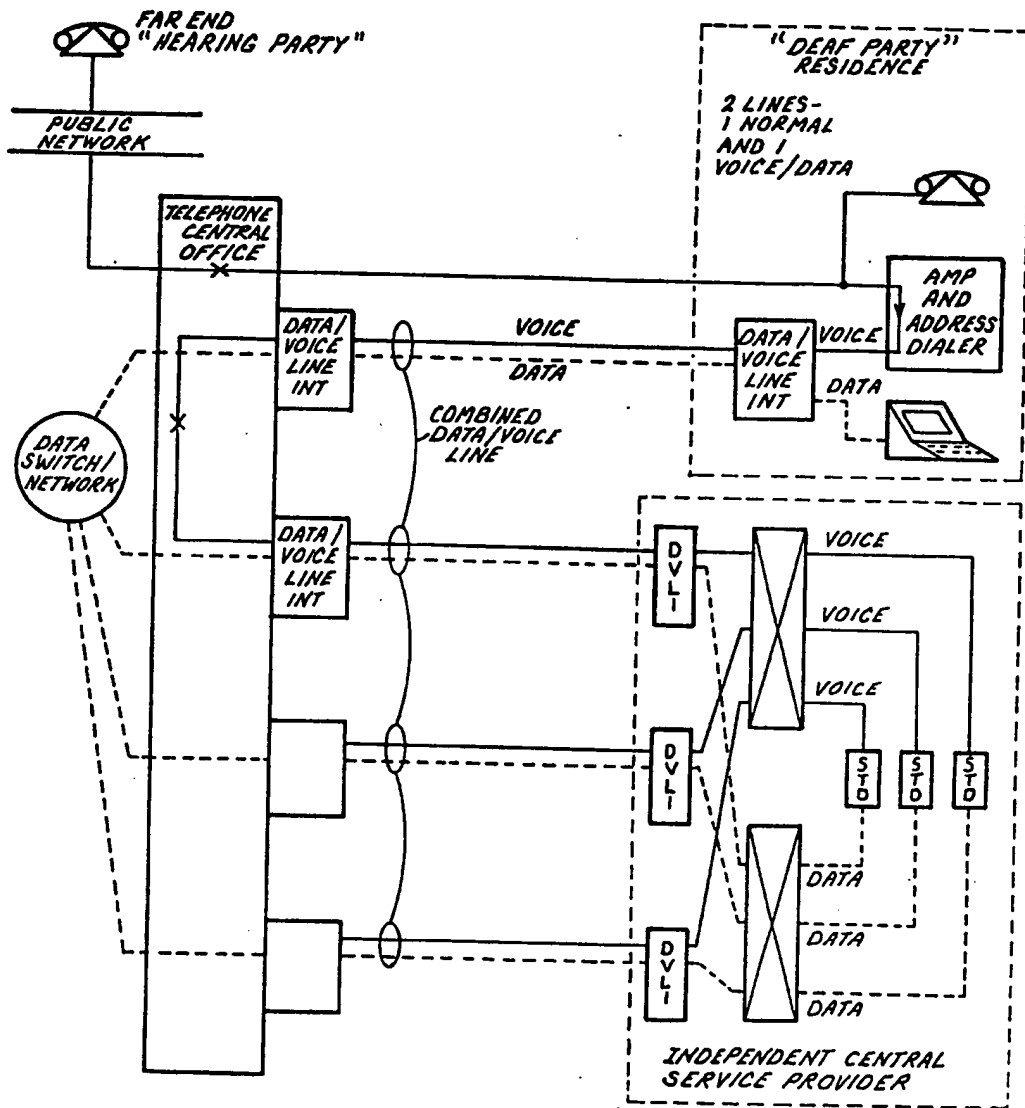 FAR END
"HEARING PARTY"
PUBLIC
NETWORK
"DEAF PARTY"
RESIDENCE
2 LINES-
1 NORMAL
AND 1
VOICE/DATA
TELEPHONE
CENTRAL
OFFICE
AMP
AND
ADDRESS
DIALER
DATA/
VOICE
LINE
INT
VOICE
DATA
DATA/
VOICE
LINE
INT
VOICE
DATA
COMBINED
DATA/VOICE
LINE
DATA
SWITCH/
NETWORK
DATA/
VOICE
LINE
INT
DVLI
VOICE
VOICE
VOICE
DVLI
STD
STD
STD
DATA
DATA
DATA
DVLI
INDEPENDENT CENTRAL
SERVICE PROVIDER